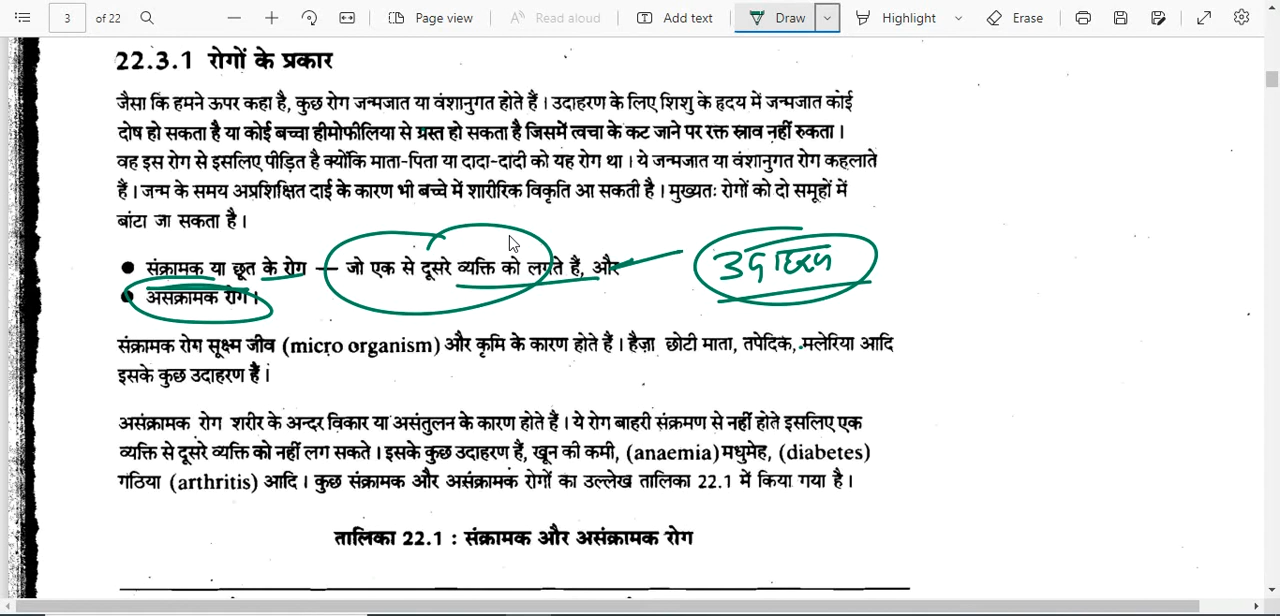 3 of 22 Page view Read aloud Add text Draw Highlight Erase
22.3.1 रोगों के प्रकार
जैसा कि हमने ऊपर कहा है, कुछ रोग जन्मजात या वंशानुगत होते हैं। उदाहरण के लिए शिशु के हृदय में जन्मजात कोई
दोष हो सकता है या कोई बच्चा हीमोफीलिया से ग्रस्त हो सकता है जिसमें त्वचा के कट जाने पर रक्त स्राव नहीं रुकता।
वह इस रोग से इसलिए पीड़ित है क्योंकि माता-पिता या दादा-दादी को यह रोग था। ये जन्मजात या वंशानुगत रोग कहलाते
हैं। जन्म के समय अप्रशिक्षित दाई के कारण भी बच्चे में शारीरिक विकृति आ सकती है। मुख्यतः रोगों को दो समूहों में
बांटा जा सकता है।
● संक्रामक या छूत के रोग — जो एक से दूसरे व्यक्ति को लगते हैं, और उदाहरण
● असक्रामक रोग।
संक्रामक रोग सूक्ष्म जीव (micro organism) और कृमि के कारण होते हैं। हैज़ा छोटी माता, तपेदिक, मलेरिया आदि
इसके कुछ उदाहरण हैं।
असंक्रामक रोग शरीर के अन्दर विकार या असंतुलन के कारण होते हैं। ये रोग बाहरी संक्रमण से नहीं होते इसलिए एक
व्यक्ति से दूसरे व्यक्ति को नहीं लग सकते। इसके कुछ उदाहरण हैं, खून की कमी, (anaemia) मधुमेह, (diabetes)
गठिया (arthritis) आदि। कुछ संक्रामक और असंक्रामक रोगों का उल्लेख तालिका 22.1 में किया गया है।
तालिका 22.1 : संक्रामक और असंक्रामक रोग